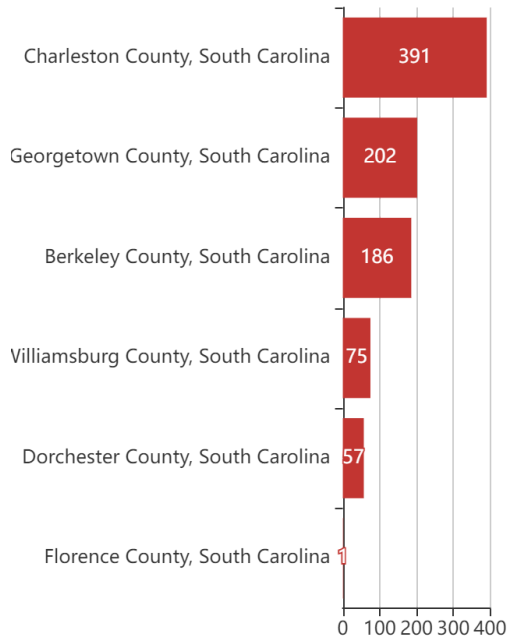 Charleston County, South Carolina
391
Georgetown County, South Carolina
202
Berkeley County, South Carolina
186
Williamsburg County, South Carolina
75
Dorchester County, South Carolina
57
Florence County, South Carolina
1
0 100 200 300 400